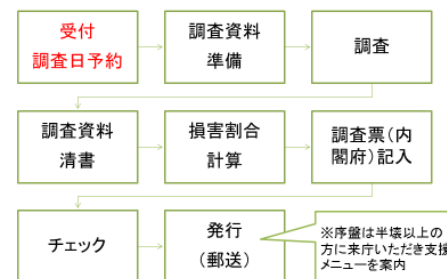 受付
調査日予約
調査資料
準備
調査
調査資料
清書
損害割合
計算
調査票(内
閣府)記入
チェック
発行
(郵送)
※序盤は半壊以上の
方に来庁いただき支援
メニューを案内